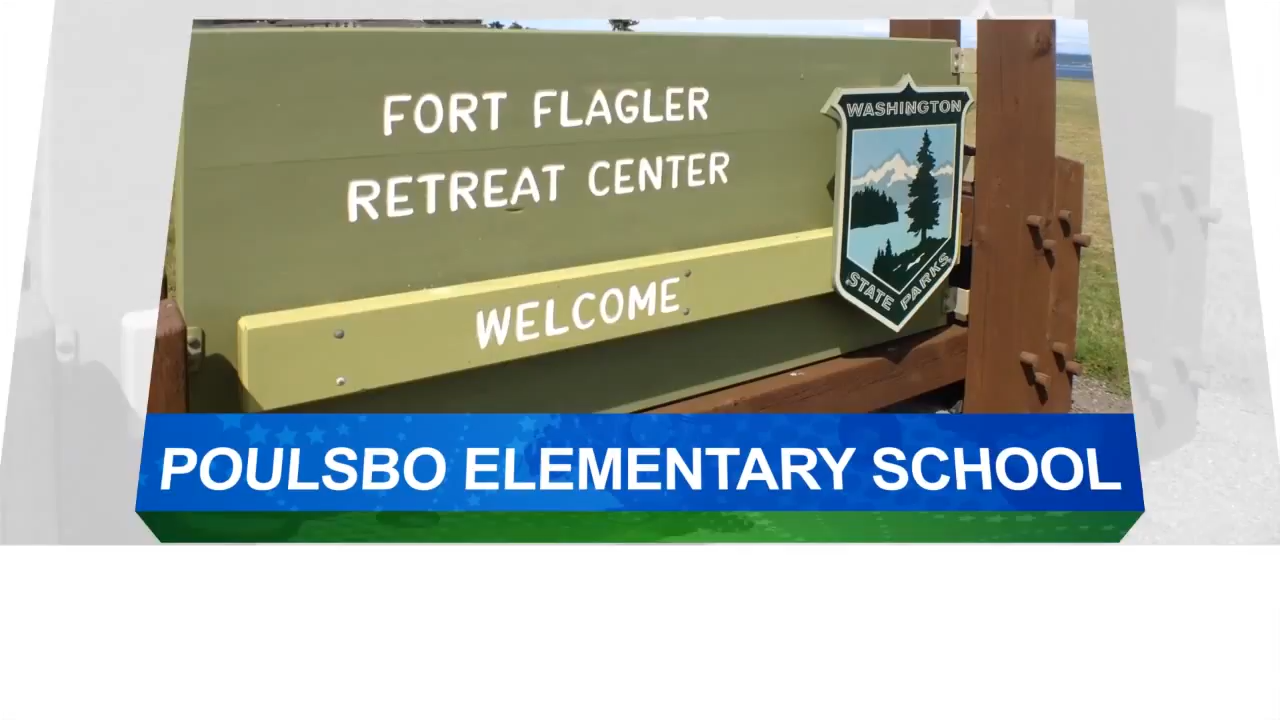 FORT FLAGLER
RETREAT CENTER
WELCOME
WASHINGTON
STATE PARKS
POULSBO ELEMENTARY SCHOOL